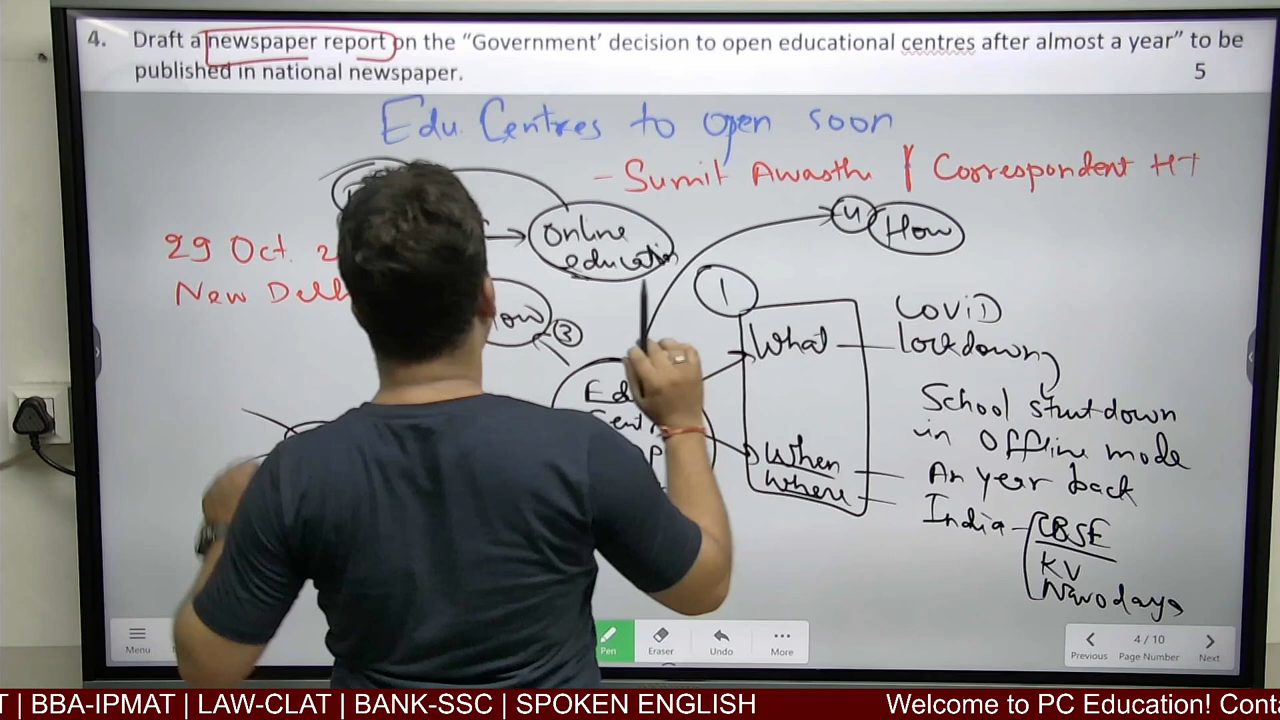 4. Draft a newspaper report on the “Government’ decision to open educational centres after almost a year” to be
published in national newspaper. 5
Edu. Centres to open soon
- Sumit Awasthi | Correspondent HT
29 Oct. 2
New Delh
Online
education
4 How
1
3
What
When
Where
COVID
lockdown
School shutdown
in Offline mode
An year back
India
CBSE
KV
Navodaya
Menu
Pen
Eraser
Undo
More
Previous
4 / 10
Page Number
Next
T | BBA-IPMAT | LAW-CLAT | BANK-SSC | SPOKEN ENGLISH Welcome to PC Education! Conta